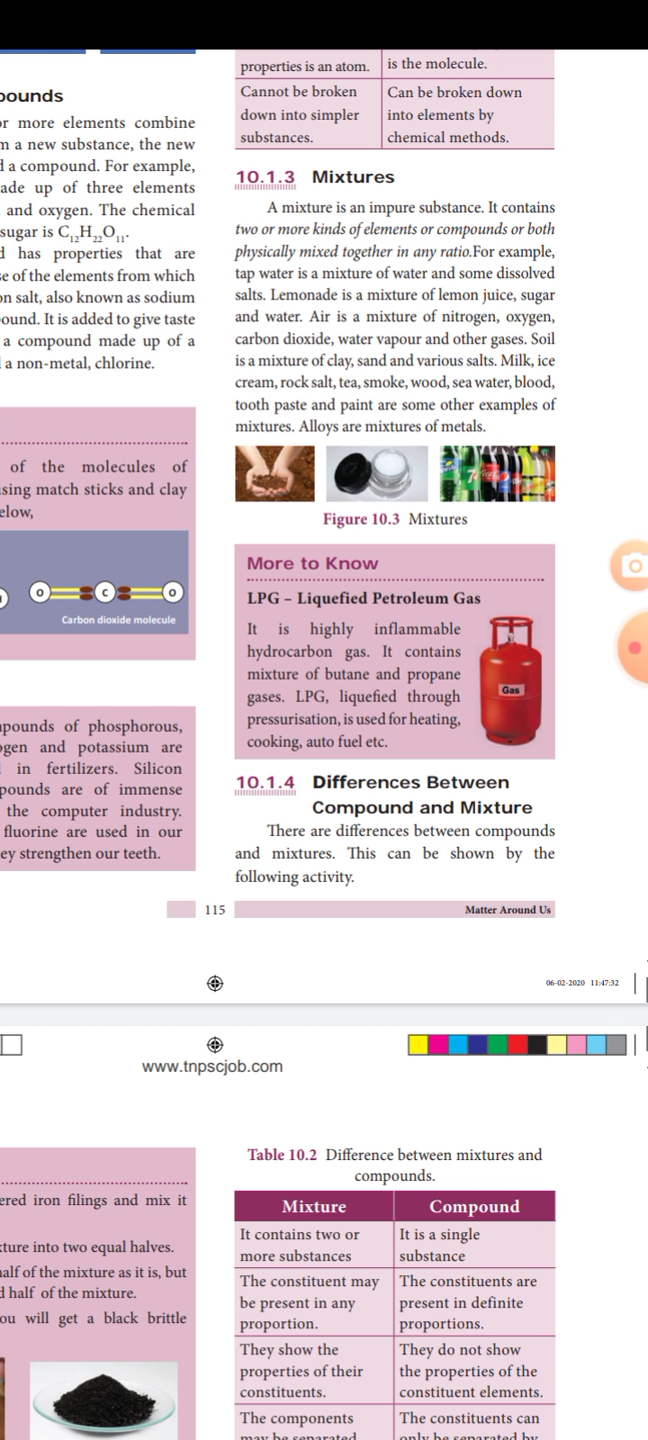 pounds
or more elements combine
m a new substance, the new
d a compound. For example,
ade up of three elements
and oxygen. The chemical
sugar is C₁₂H₂₂O₁₁.
d has properties that are
se of the elements from which
on salt, also known as sodium
ound. It is added to give taste
a compound made up of a
l a non-metal, chlorine.
of the molecules of
using match sticks and clay
elow,
O C O
Carbon dioxide molecule
mpounds of phosphorous,
ogen and potassium are
in fertilizers. Silicon
pounds are of immense
the computer industry.
fluorine are used in our
ey strengthen our teeth.
properties is an atom. is the molecule.
Cannot be broken Can be broken down
down into simpler into elements by
substances. chemical methods.
10.1.3 Mixtures
A mixture is an impure substance. It contains
two or more kinds of elements or compounds or both
physically mixed together in any ratio.For example,
tap water is a mixture of water and some dissolved
salts. Lemonade is a mixture of lemon juice, sugar
and water. Air is a mixture of nitrogen, oxygen,
carbon dioxide, water vapour and other gases. Soil
is a mixture of clay, sand and various salts. Milk, ice
cream, rock salt, tea, smoke, wood, sea water, blood,
tooth paste and paint are some other examples of
mixtures. Alloys are mixtures of metals.
Figure 10.3 Mixtures
More to Know
LPG – Liquefied Petroleum Gas
It is highly inflammable
hydrocarbon gas. It contains
mixture of butane and propane
gases. LPG, liquefied through
pressurisation, is used for heating,
cooking, auto fuel etc.
Gas
10.1.4 Differences Between
Compound and Mixture
There are differences between compounds
and mixtures. This can be shown by the
following activity.
115 Matter Around Us
06-02-2020 11:47:32
www.tnpscjob.com
ered iron filings and mix it
xture into two equal halves.
half of the mixture as it is, but
d half of the mixture.
ou will get a black brittle
Table 10.2 Difference between mixtures and
compounds.
Mixture Compound
It contains two or It is a single
more substances substance
The constituent may The constituents are
be present in any present in definite
proportion. proportions.
They show the They do not show
properties of their the properties of the
constituents. constituent elements.
The components The constituents can
may be separated only be separated by